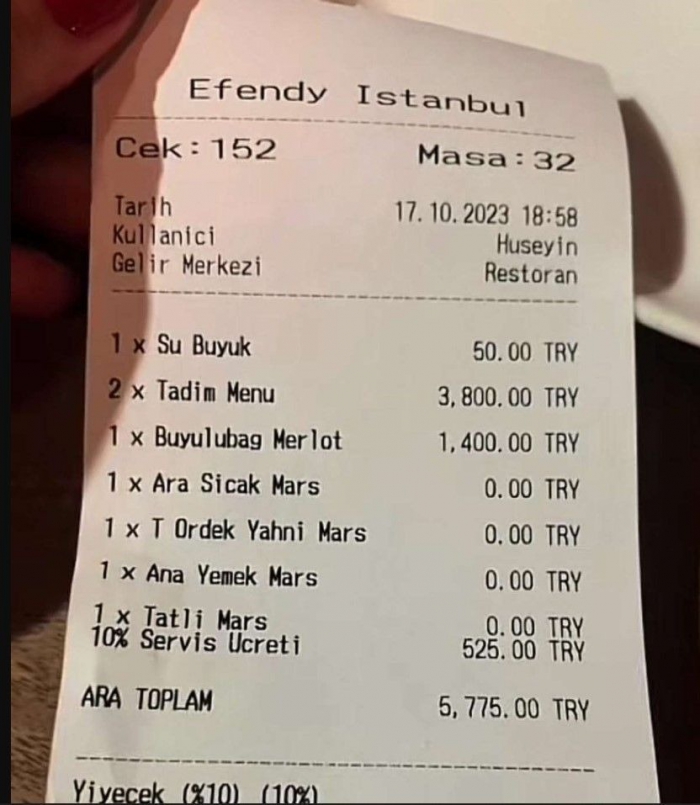 Efendy Istanbul
Cek:152 Masa:32
Tarih 17.10.2023 18:58
Kullanici Huseyin
Gelir Merkezi Restoran
1 x Su Buyuk 50.00 TRY
2 x Tadim Menu 3,800.00 TRY
1 x Buyulubag Merlot 1,400.00 TRY
1 x Ara Sicak Mars 0.00 TRY
1 x T Ordek Yahni Mars 0.00 TRY
1 x Ana Yemek Mars 0.00 TRY
1 x Tatli Mars 0.00 TRY
10% Servis Ucreti 525.00 TRY
ARA TOPLAM 5,775.00 TRY
Yiyecek (%10) (10%)